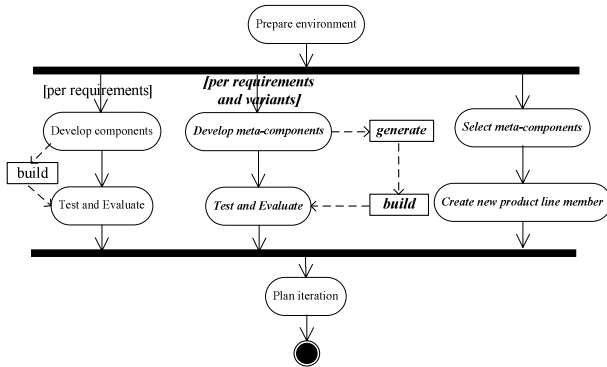 Prepare environment
[per requirements]
[per requirements
and variants]
Develop components
Develop meta-components
generate
Select meta-components
build
Test and Evaluate
Test and Evaluate
build
Create new product line member
Plan iteration